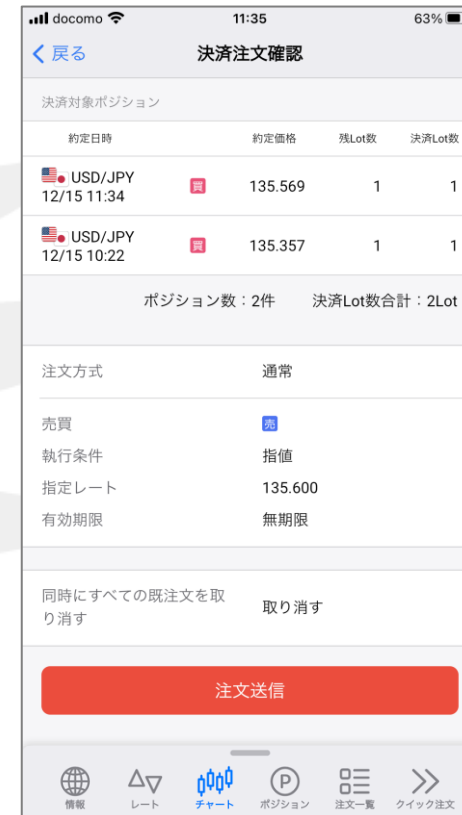 docomo 11:35 63%
戻る 決済注文確認
決済対象ポジション
約定日時 約定価格 残Lot数 決済Lot数
USD/JPY
12/15 11:34 買 135.569 1 1
USD/JPY
12/15 10:22 買 135.357 1 1
ポジション数:2件 決済Lot数合計:2Lot
注文方式 通常
売買 売
執行条件 指値
指定レート 135.600
有効期限 無期限
同時にすべての既注文を取
り消す 取り消す
注文送信
情報 レート チャート P ポジション 注文一覧 クイック注文